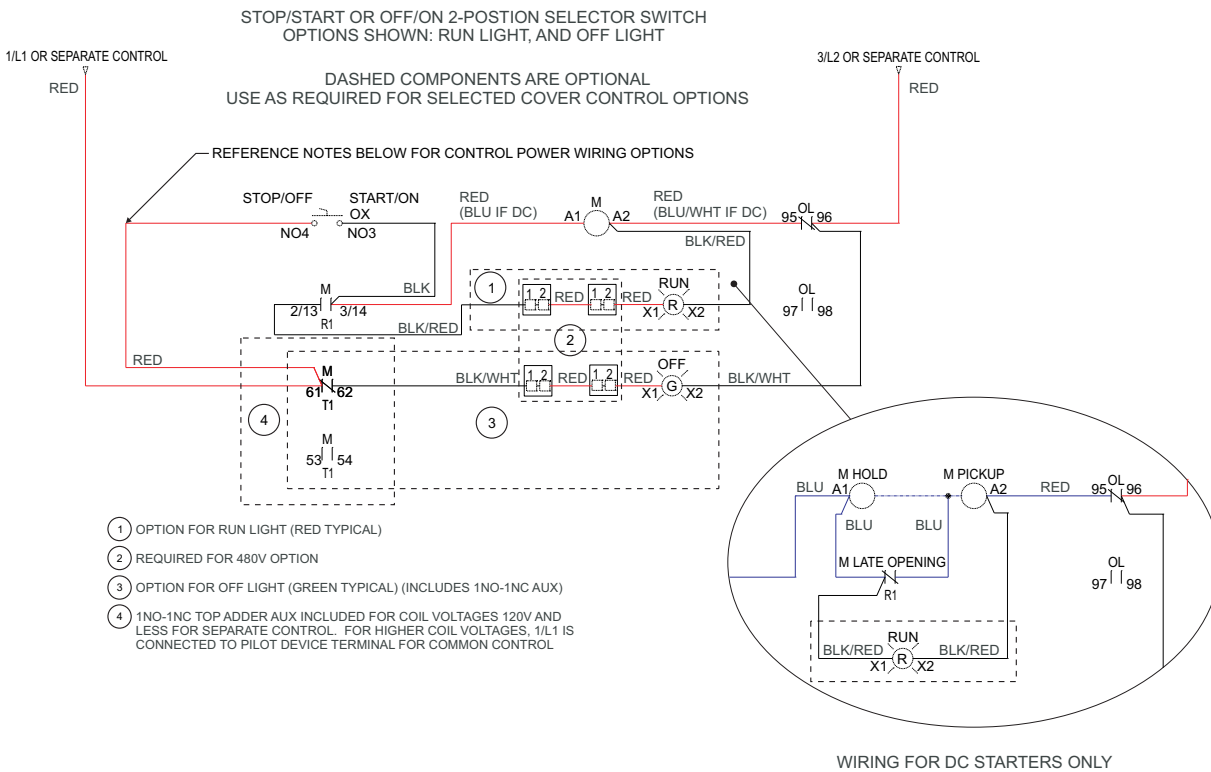 STOP/START OR OFF/ON 2-POSTION SELECTOR SWITCH
OPTIONS SHOWN: RUN LIGHT, AND OFF LIGHT
1/L1 OR SEPARATE CONTROL
3/L2 OR SEPARATE CONTROL
RED
RED
DASHED COMPONENTS ARE OPTIONAL
USE AS REQUIRED FOR SELECTED COVER CONTROL OPTIONS
REFERENCE NOTES BELOW FOR CONTROL POWER WIRING OPTIONS
STOP/OFF
START/ON
OX
NO4
NO3
RED
(BLU IF DC)
A1
M
A2
RED
(BLU/WHT IF DC)
OL
95
96
BLK/RED
M
2/13
3/14
R1
BLK
BLK/RED
1
1 2
RED
1 2
RED
RUN
X1
R
X2
OL
97
98
2
RED
M
61
62
T1
BLK/WHT
1 2
RED
1 2
RED
OFF
X1
G
X2
BLK/WHT
4
3
M
53
54
T1
1 OPTION FOR RUN LIGHT (RED TYPICAL)
2 REQUIRED FOR 480V OPTION
3 OPTION FOR OFF LIGHT (GREEN TYPICAL) (INCLUDES 1NO-1NC AUX)
4 1NO-1NC TOP ADDER AUX INCLUDED FOR COIL VOLTAGES 120V AND
LESS FOR SEPARATE CONTROL. FOR HIGHER COIL VOLTAGES, 1/L1 IS
CONNECTED TO PILOT DEVICE TERMINAL FOR COMMON CONTROL
M HOLD
M PICKUP
BLU
A1
A2
RED
OL
95
96
BLU
BLU
M LATE OPENING
R1
OL
97
98
RUN
BLK/RED
X1
R
X2
BLK/RED
WIRING FOR DC STARTERS ONLY